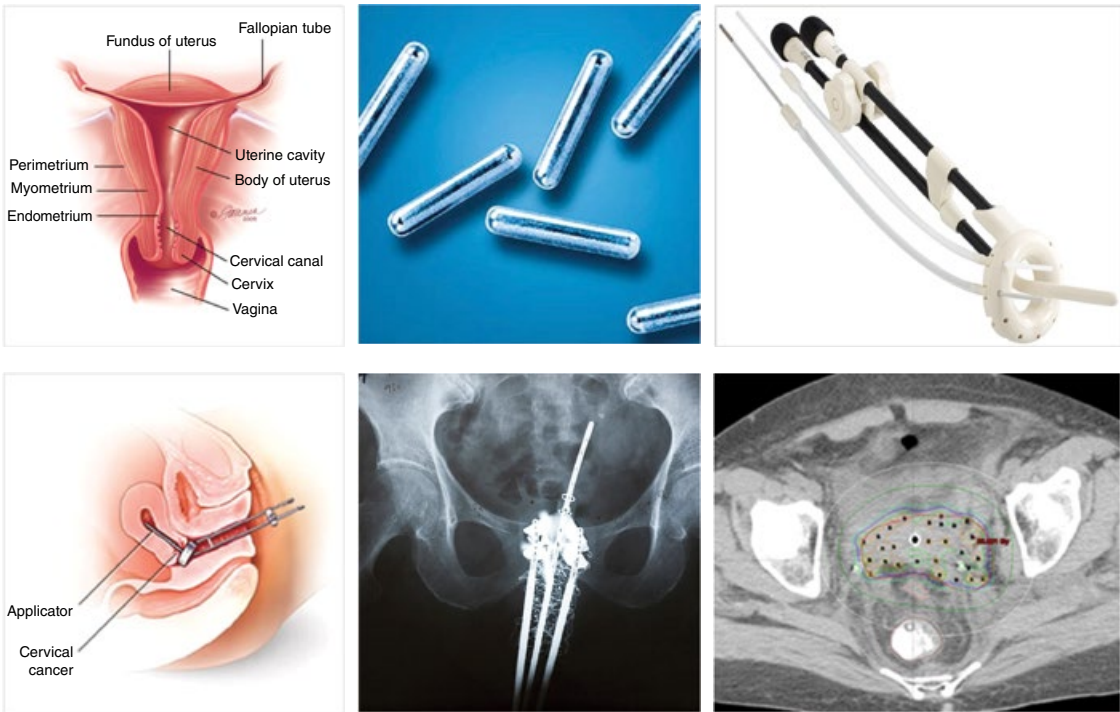 Fallopian tube
Fundus of uterus
Uterine cavity
Perimetrium
Body of uterus
Myometrium
Endometrium
Cervical canal
Cervix
Vagina
Applicator
Cervical
cancer